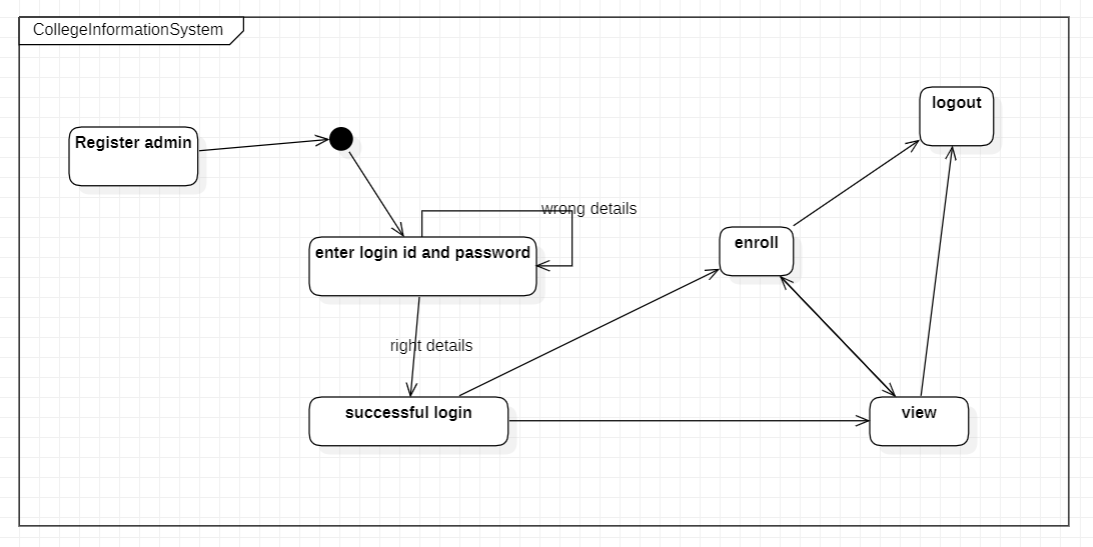 CollegeInformationSystem
logout
Register admin
wrong details
enroll
enter login id and password
right details
successful login
view